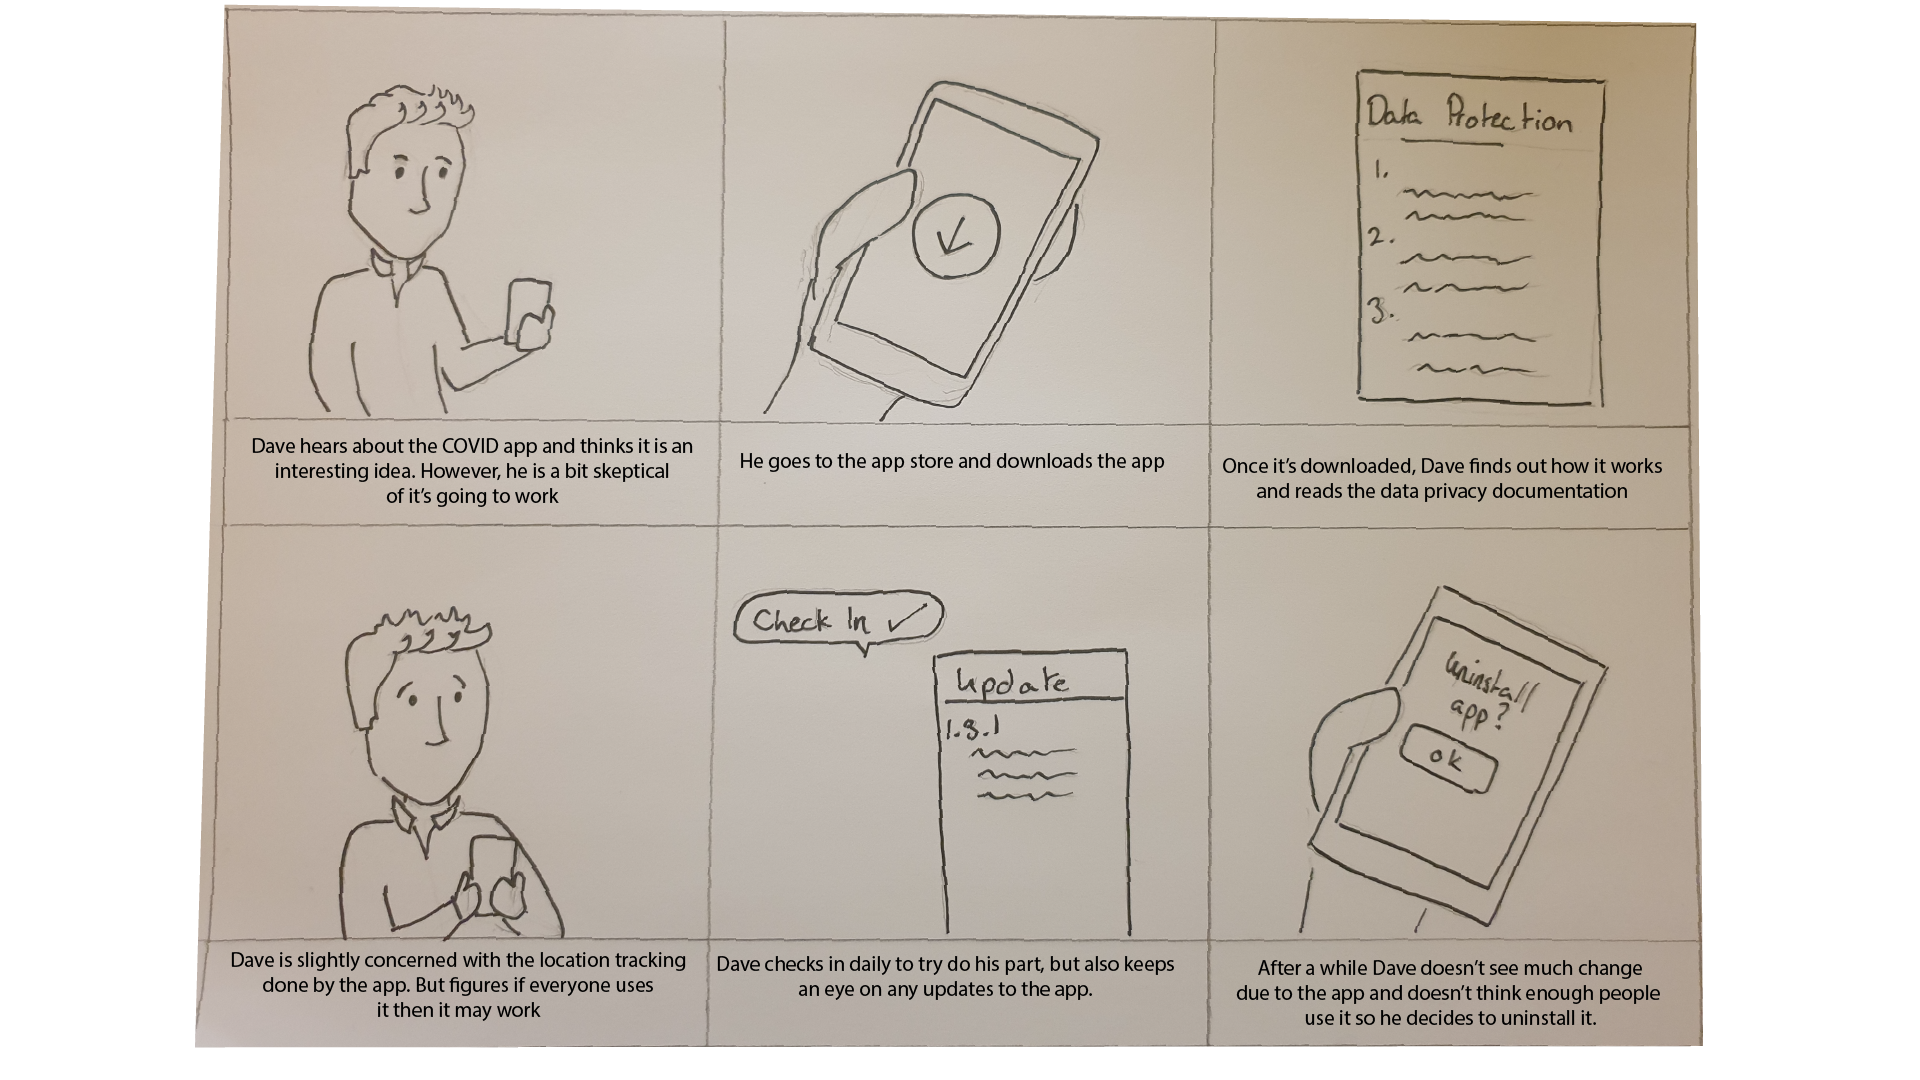 Data Protection
1.
2.
3.
Dave hears about the COVID app and thinks it is an
interesting idea. However, he is a bit skeptical
of it's going to work
He goes to the app store and downloads the app
Once it's downloaded, Dave finds out how it works
and reads the data privacy documentation
Check In ✓
Update
1.3.1
Uninstall
app?
ok
Dave is slightly concerned with the location tracking
done by the app. But figures if everyone uses
it then it may work
Dave checks in daily to try do his part, but also keeps
an eye on any updates to the app.
After a while Dave doesn't see much change
due to the app and doesn't think enough people
use it so he decides to uninstall it.